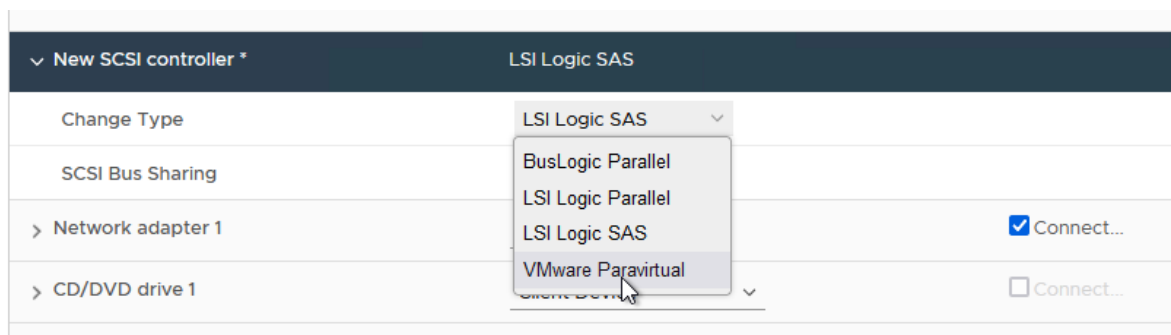 New SCSI controller * LSI Logic SAS
Change Type LSI Logic SAS
BusLogic Parallel
SCSI Bus Sharing
LSI Logic Parallel
Network adapter 1 Connect...
LSI Logic SAS
VMware Paravirtual
CD/DVD drive 1 Connect...